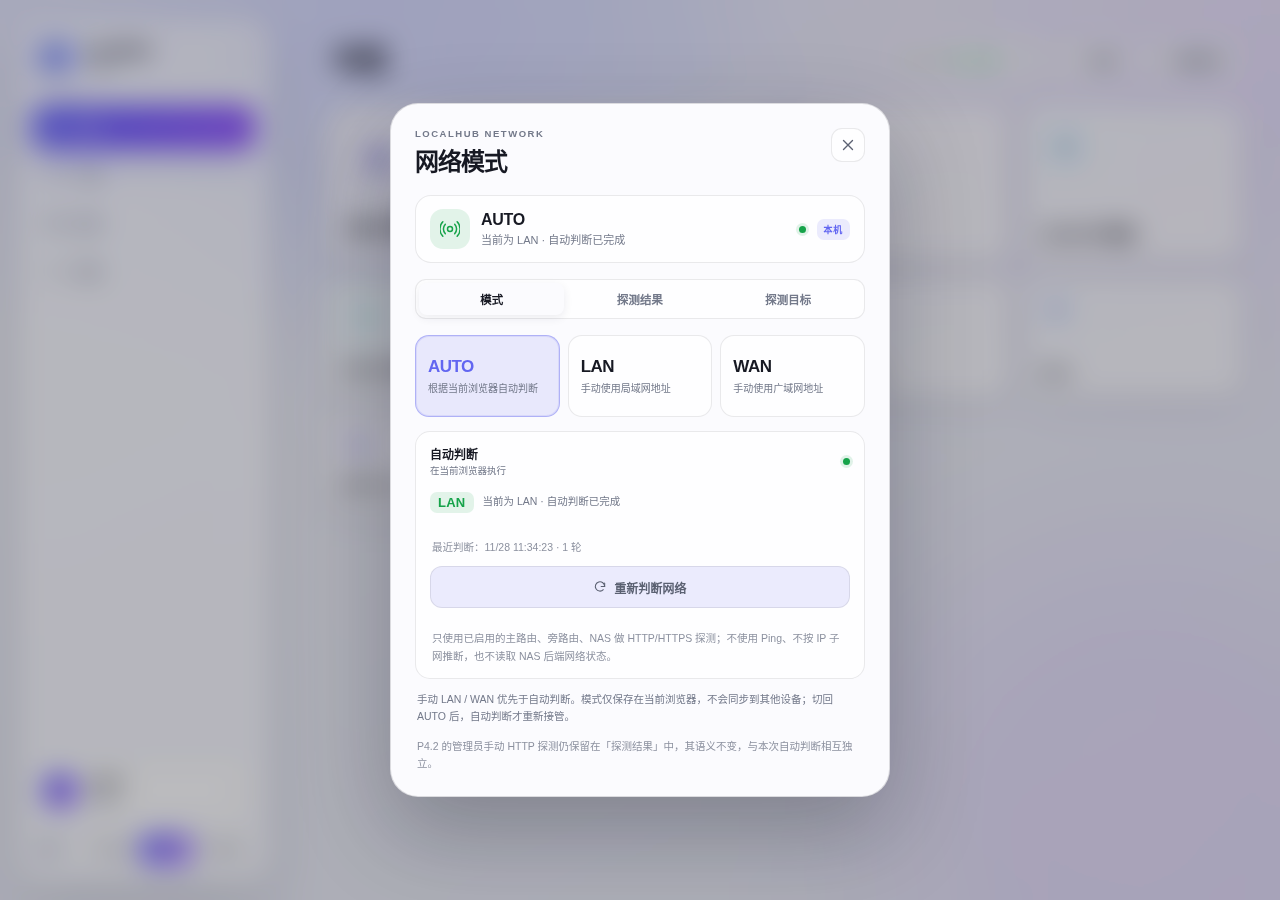 LOCALHUB NETWORK
网络模式
AUTO
当前为 LAN · 自动判断已完成
本机
模式
探测结果
探测目标
AUTO
根据当前浏览器自动判断
LAN
手动使用局域网地址
WAN
手动使用广域网地址
自动判断
在当前浏览器执行
LAN
当前为 LAN · 自动判断已完成
最近判断：11/28 11:34:23 · 1 轮
重新判断网络
只使用已启用的主路由、旁路由、NAS 做 HTTP/HTTPS 探测；不使用 Ping、不按 IP 子
网推断，也不读取 NAS 后端网络状态。
手动 LAN / WAN 优先于自动判断。模式仅保存在当前浏览器，不会同步到其他设备；切回
AUTO 后，自动判断才重新接管。
P4.2 的管理员手动 HTTP 探测仍保留在「探测结果」中，其语义不变，与本次自动判断相互独
立。